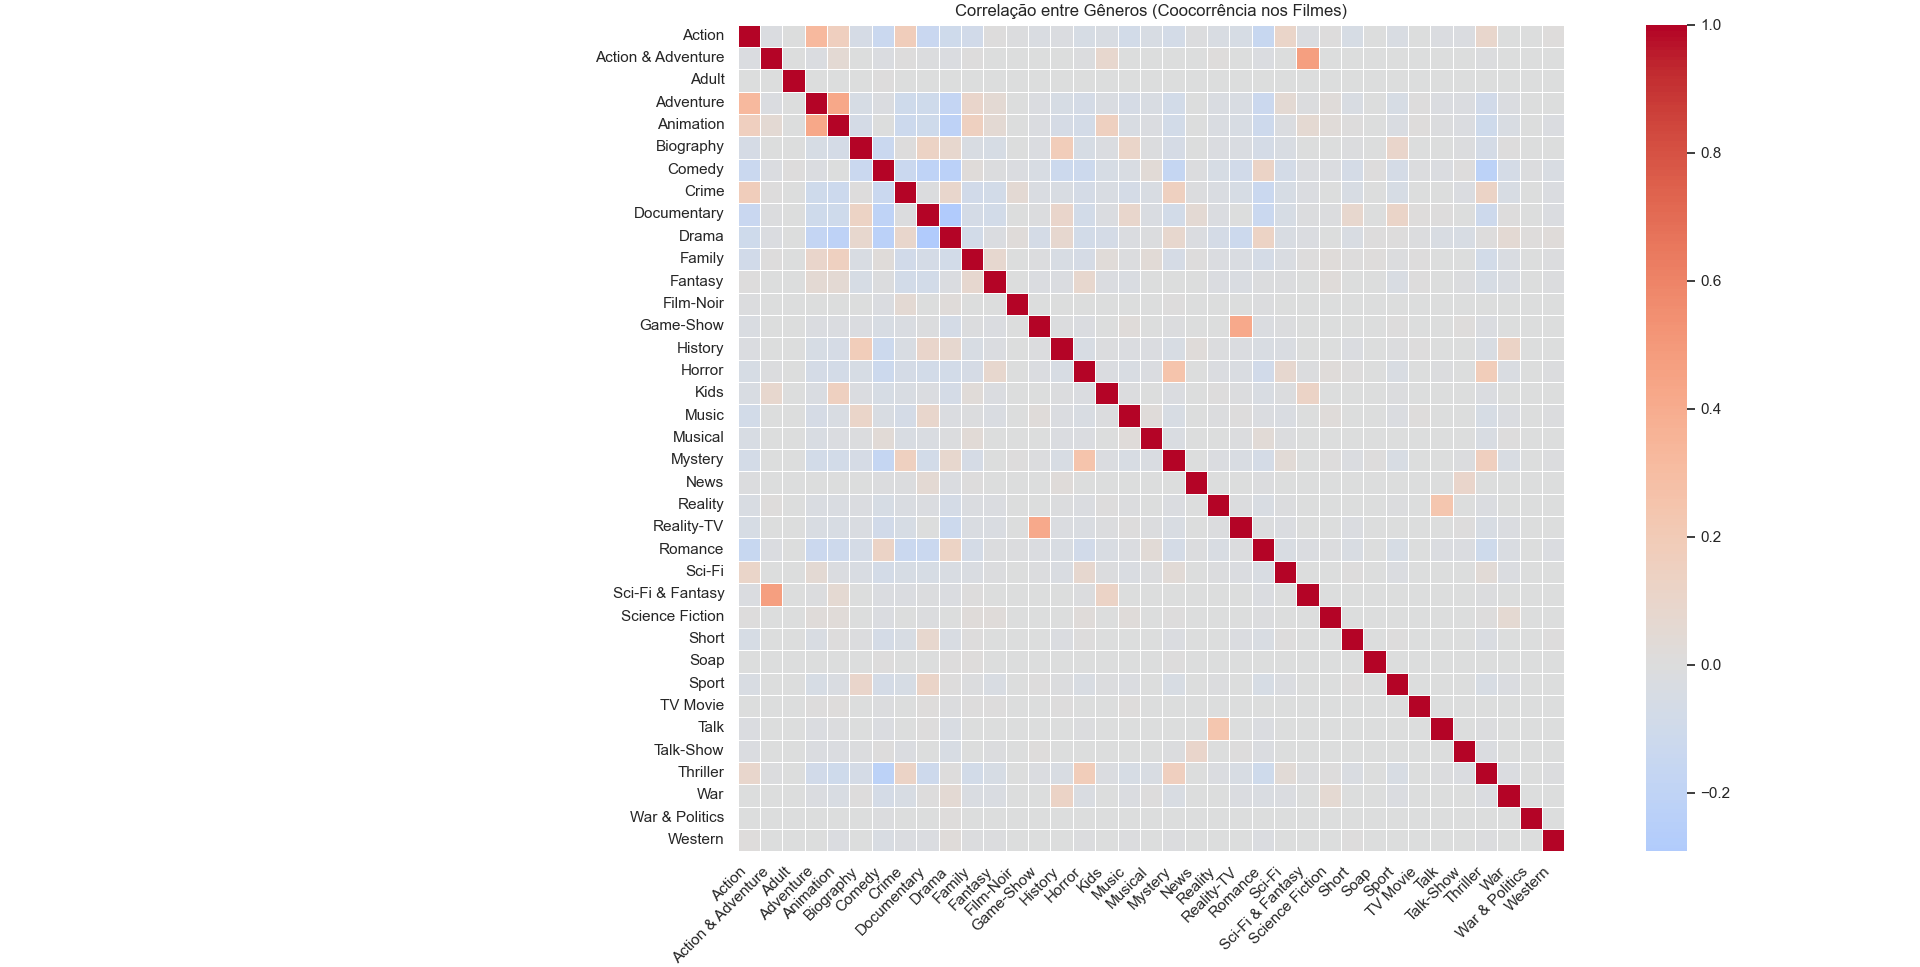 Correlação entre Gêneros (Coocorrência nos Filmes)
Action
Action & Adventure
Adult
Adventure
Animation
Biography
Comedy
Crime
Documentary
Drama
Family
Fantasy
Film-Noir
Game-Show
History
Horror
Kids
Music
Musical
Mystery
News
Reality
Reality-TV
Romance
Sci-Fi
Sci-Fi & Fantasy
Science Fiction
Short
Soap
Sport
TV Movie
Talk
Talk-Show
Thriller
War
War & Politics
Western
Action
Action & Adventure
Adult
Adventure
Animation
Biography
Comedy
Crime
Documentary
Drama
Family
Fantasy
Film-Noir
Game-Show
History
Horror
Kids
Music
Musical
Mystery
News
Reality
Reality-TV
Romance
Sci-Fi
Sci-Fi & Fantasy
Science Fiction
Short
Soap
Sport
TV Movie
Talk
Talk-Show
Thriller
War
War & Politics
Western
1.0
0.8
0.6
0.4
0.2
0.0
−0.2